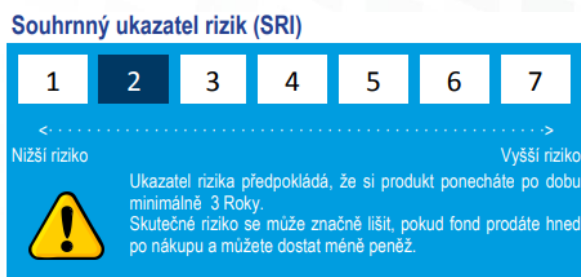 Souhrnný ukazatel rizik (SRI)
1 2 3 4 5 6 7
<· · · · · · · · · · · · · · · · · · · · · · · · · · · · · · · · · · · · · · · · · · · · · · · · · · · ·>
Nižší riziko Vyšší riziko
Ukazatel rizika předpokládá, že si produkt ponecháte po dobu
minimálně 3 Roky.
Skutečné riziko se může značně lišit, pokud fond prodáte hned
po nákupu a můžete dostat méně peněž.